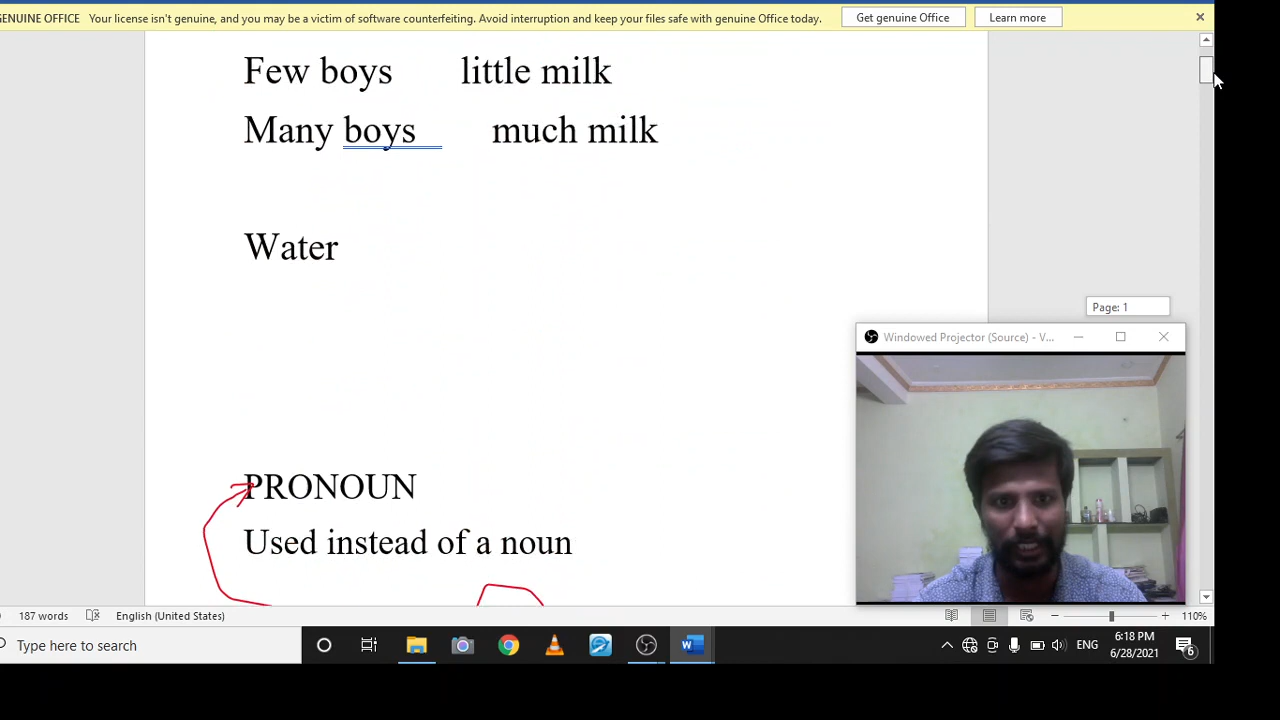 GENUINE OFFICE Your license isn't genuine, and you may be a victim of software counterfeiting. Avoid interruption and keep your files safe with genuine Office today. Get genuine Office Learn more
Few boys little milk
Many boys much milk
Water
Page: 1
Windowed Projector (Source) - V...
PRONOUN
Used instead of a noun
187 words English (United States) 110%
Type here to search
ENG
6:18 PM
6/28/2021
6